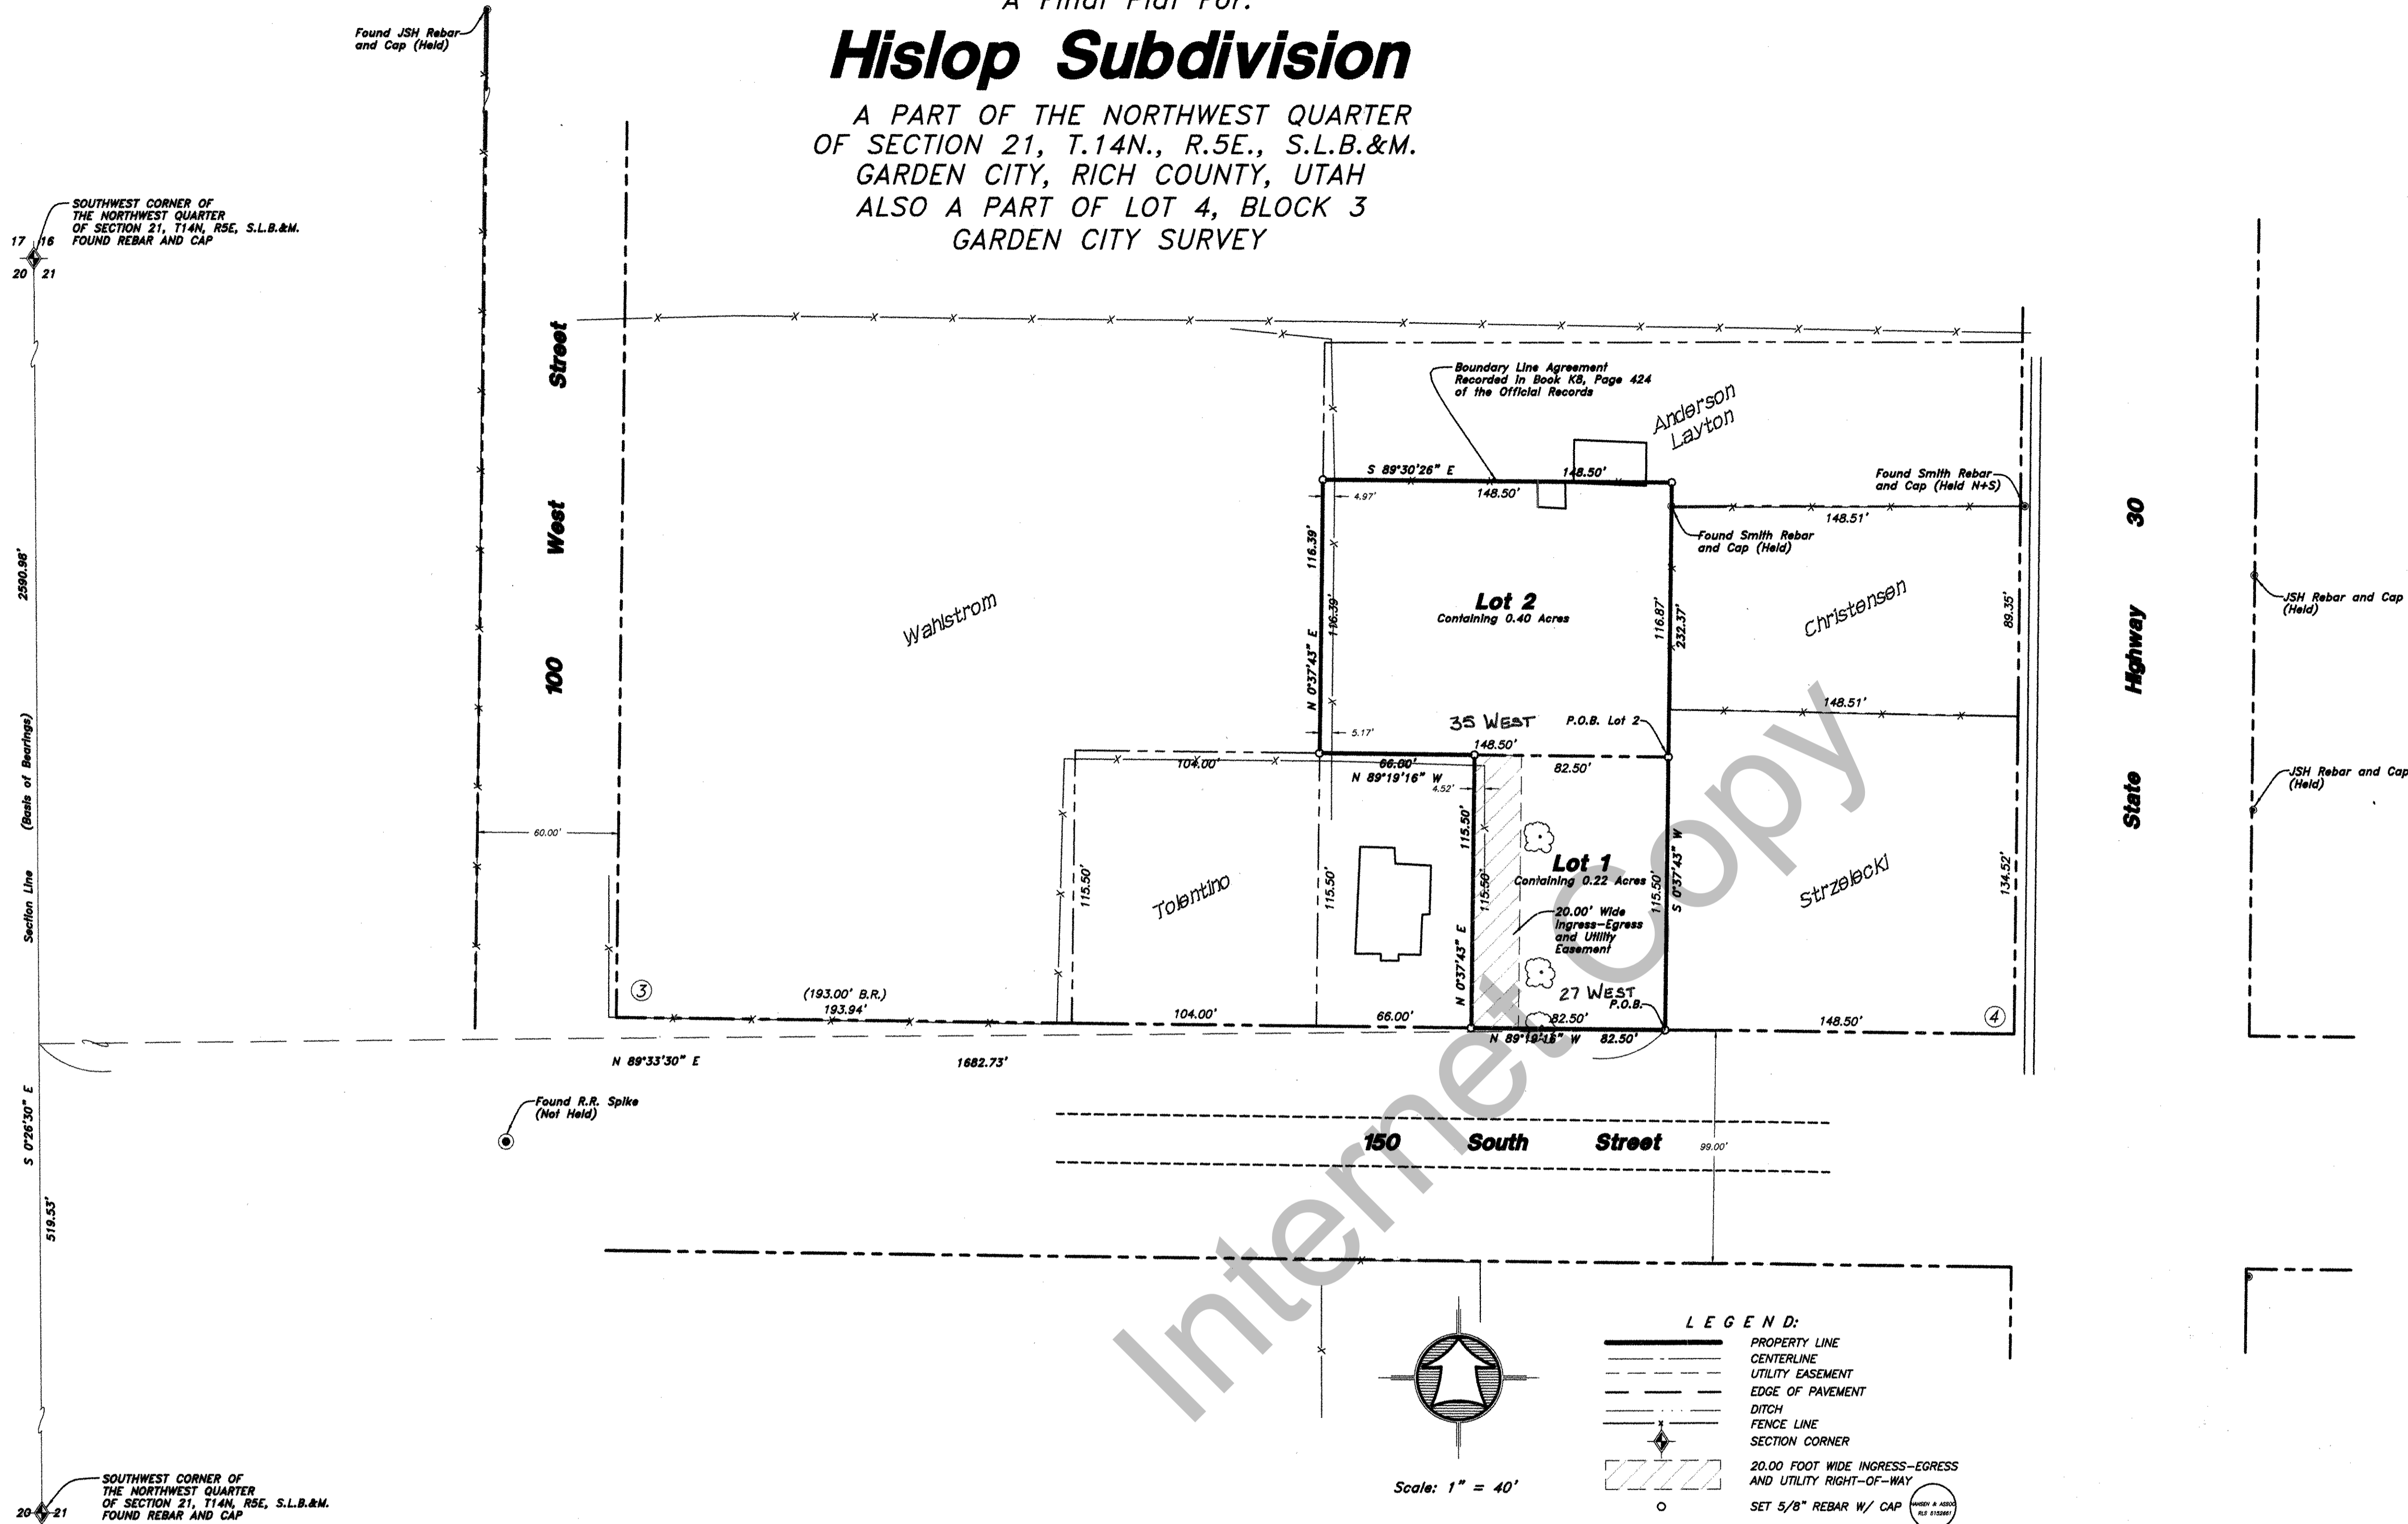 A Final Plat For:
Hislop Subdivision
A PART OF THE NORTHWEST QUARTER
OF SECTION 21, T.14N., R.5E., S.L.B.&M.
GARDEN CITY, RICH COUNTY, UTAH
ALSO A PART OF LOT 4, BLOCK 3
GARDEN CITY SURVEY
Found JSH Rebar
and Cap (Held)
SOUTHWEST CORNER OF
THE NORTHWEST QUARTER
OF SECTION 21, T14N, R5E, S.L.B.&M.
FOUND REBAR AND CAP
17 16
20 21
100 West Street
Boundary Line Agreement
Recorded in Book K8, Page 424
of the Official Records
Anderson
Layton
S 89°30'26" E
148.50'
148.50'
4.97'
Found Smith Rebar
and Cap (Held N+S)
148.51'
Found Smith Rebar
and Cap (Held)
State Highway 30
2590.98'
Section Line (Basis of Bearings)
116.39'
116.39'
N 0°37'43" E
Wahlstrom
Lot 2
Containing 0.40 Acres
116.87'
232.37'
Christensen
89.35'
JSH Rebar and Cap
(Held)
148.51'
35 WEST
P.O.B. Lot 2
5.17'
148.50'
104.00'
66.00'
82.50'
N 89°19'16" W
4.52'
JSH Rebar and Cap
(Held)
60.00'
115.50'
Tolentino
115.50'
115.50'
115.50'
N 0°37'43" E
Lot 1
Containing 0.22 Acres
20.00' Wide
Ingress-Egress
and Utility
Easement
115.50'
S 0°37'43" W
Strzelecki
134.52'
27 WEST
P.O.B.
3
(193.00' B.R.)
193.94'
104.00'
66.00'
82.50'
N 89°19'16" W 82.50'
148.50'
4
N 89°33'30" E
1682.73'
S 0°26'30" E
519.53'
Found R.R. Spike
(Not Held)
150 South Street
99.00'
Internet Copy
Scale: 1" = 40'
LEGEND:
PROPERTY LINE
CENTERLINE
UTILITY EASEMENT
EDGE OF PAVEMENT
DITCH
FENCE LINE
SECTION CORNER
20.00 FOOT WIDE INGRESS-EGRESS
AND UTILITY RIGHT-OF-WAY
SET 5/8" REBAR W/ CAP
HANSEN & ASSOC
SOUTHWEST CORNER OF
THE NORTHWEST QUARTER
OF SECTION 21, T14N, R5E, S.L.B.&M.
FOUND REBAR AND CAP
20 21